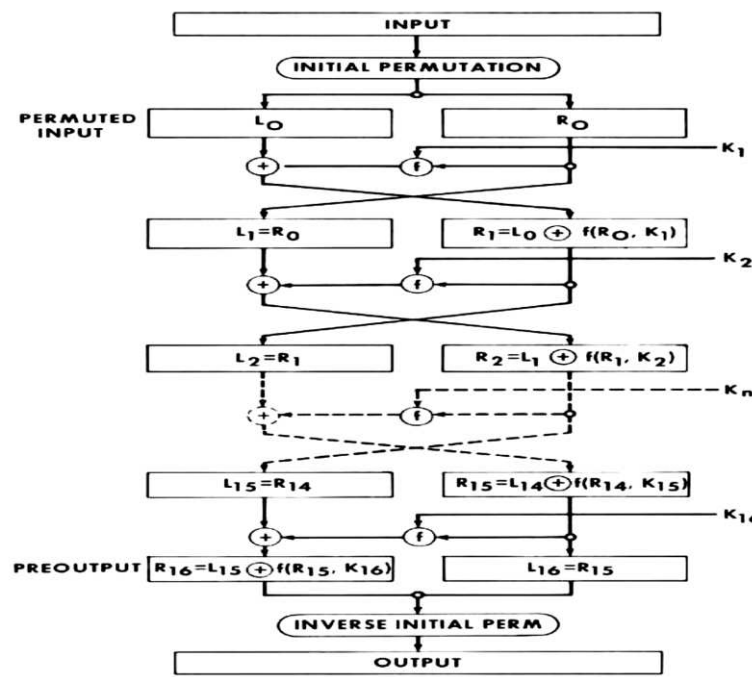 INPUT
INITIAL PERMUTATION
PERMUTED
INPUT
L0
R0
+
f
K1
L1=R0
R1=L0 ⊕ f(R0, K1)
+
f
K2
L2=R1
R2=L1 ⊕ f(R1, K2)
+
f
Kn
L15=R14
R15=L14 ⊕ f(R14, K15)
+
f
K16
PREOUTPUT
R16=L15 ⊕ f(R15, K16)
L16=R15
INVERSE INITIAL PERM
OUTPUT